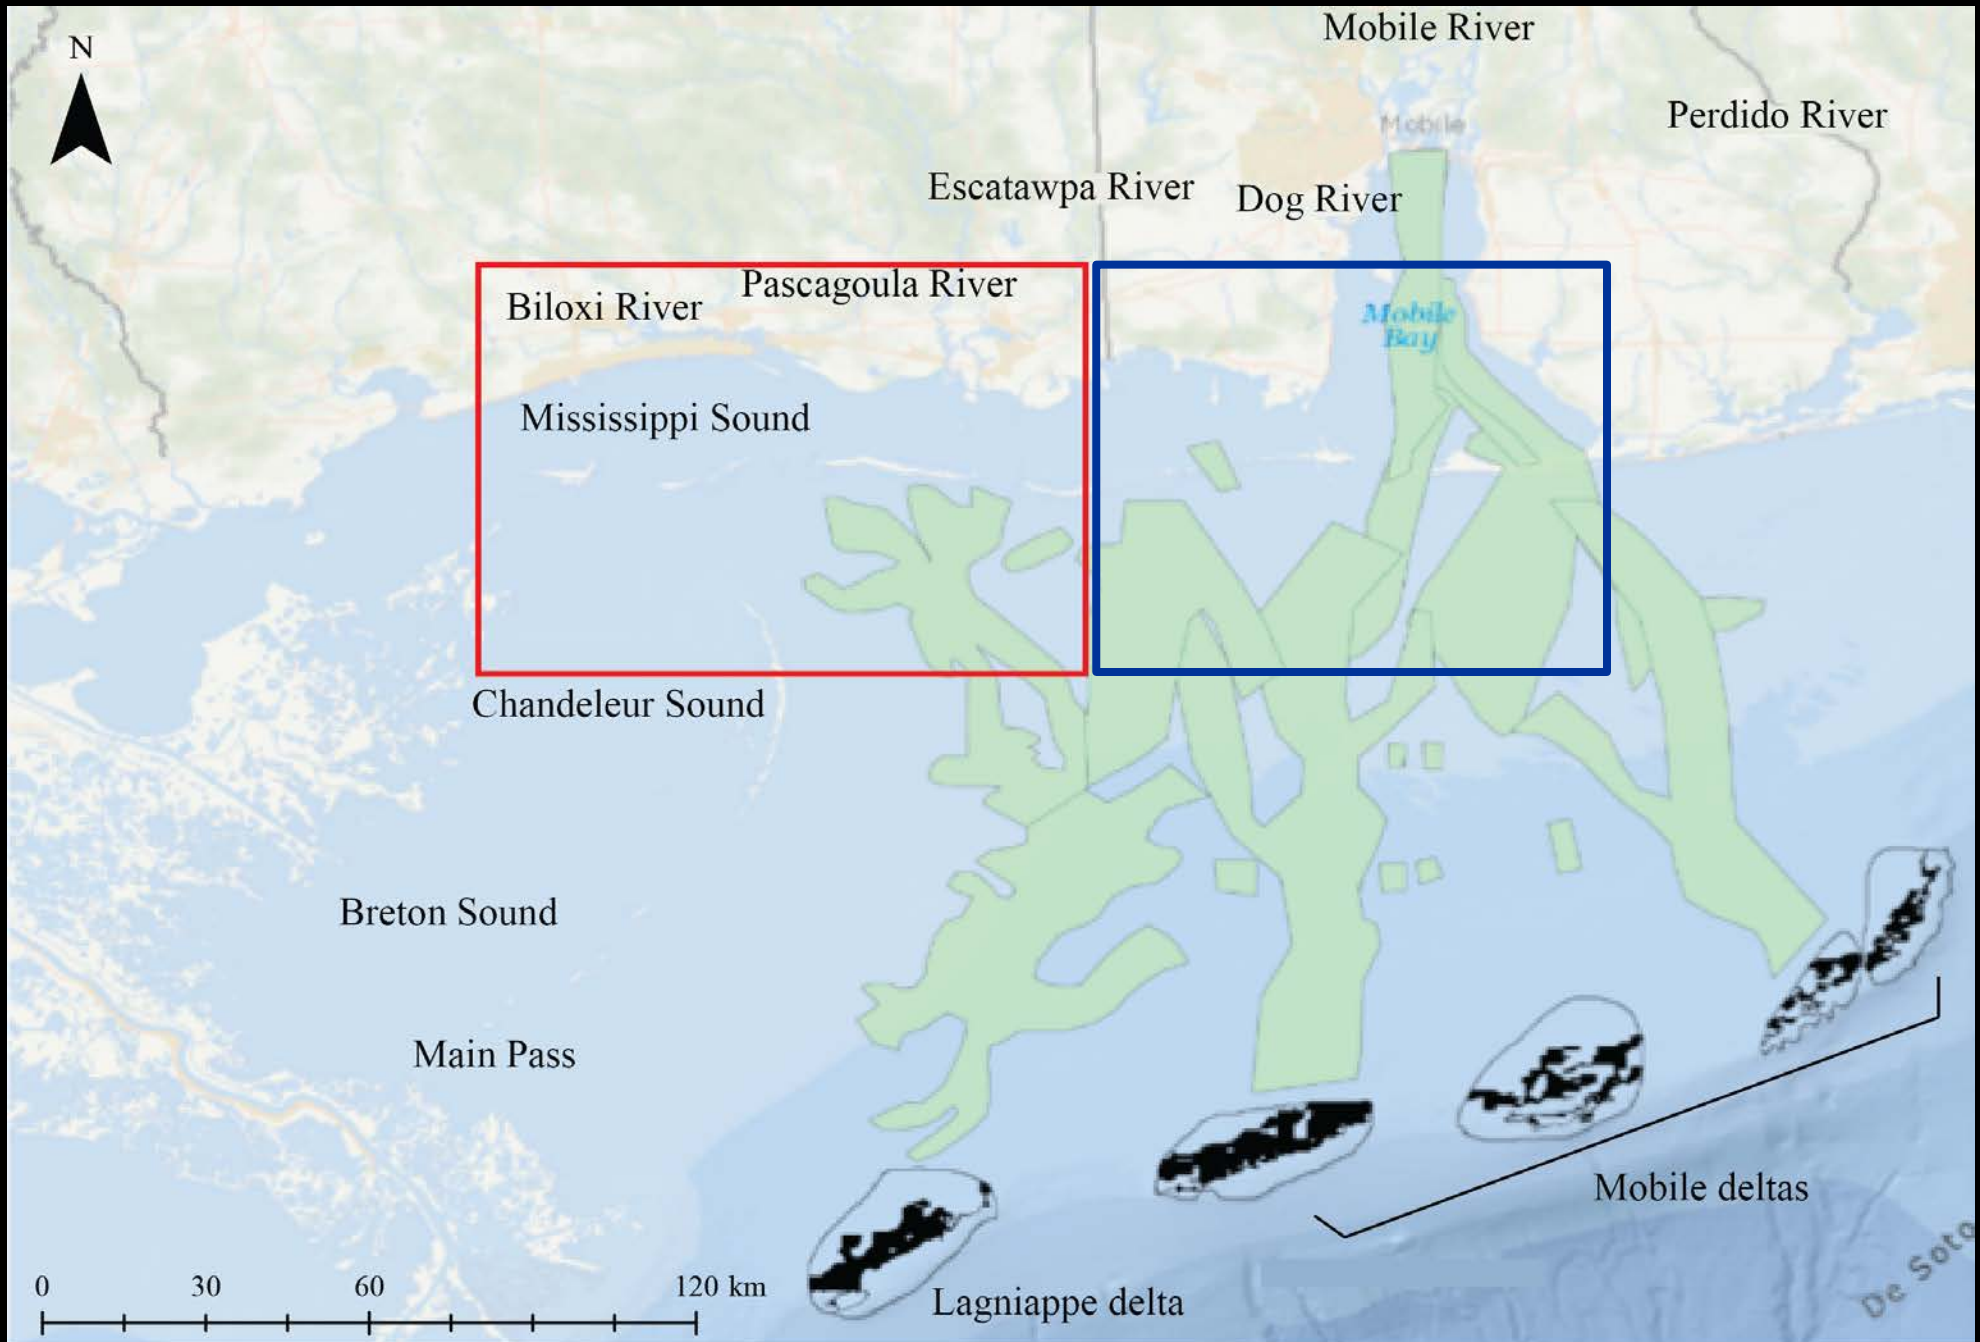 Mobile River
N
Mobile
Perdido River
Escatawpa River
Dog River
Pascagoula River
Biloxi River
Mobile
Bay
Mississippi Sound
Chandeleur Sound
Breton Sound
Main Pass
Mobile deltas
De Soto
Lagniappe delta
0 30 60 120 km